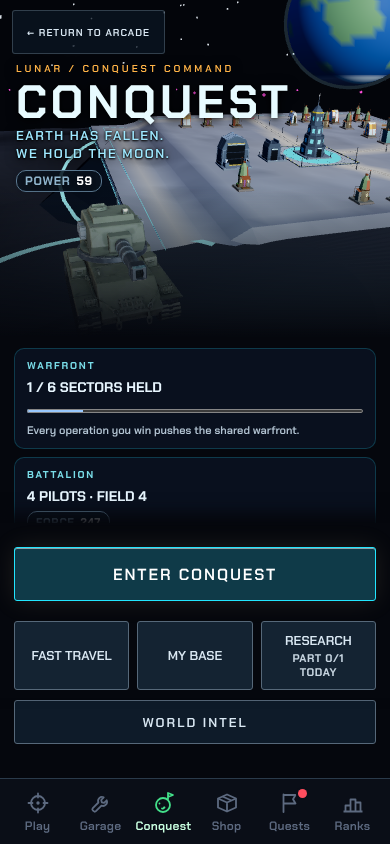 ← RETURN TO ARCADE
LUNAR / CONQUEST COMMAND
CONQUEST
EARTH HAS FALLEN.
WE HOLD THE MOON.
POWER 59
WARFRONT
1 / 6 SECTORS HELD
Every operation you win pushes the shared warfront.
BATTALION
4 PILOTS · FIELD 4
FORCE 247
ENTER CONQUEST
FAST TRAVEL
MY BASE
RESEARCH
PART 0/1
TODAY
WORLD INTEL
Play
Garage
Conquest
Shop
Quests
Ranks